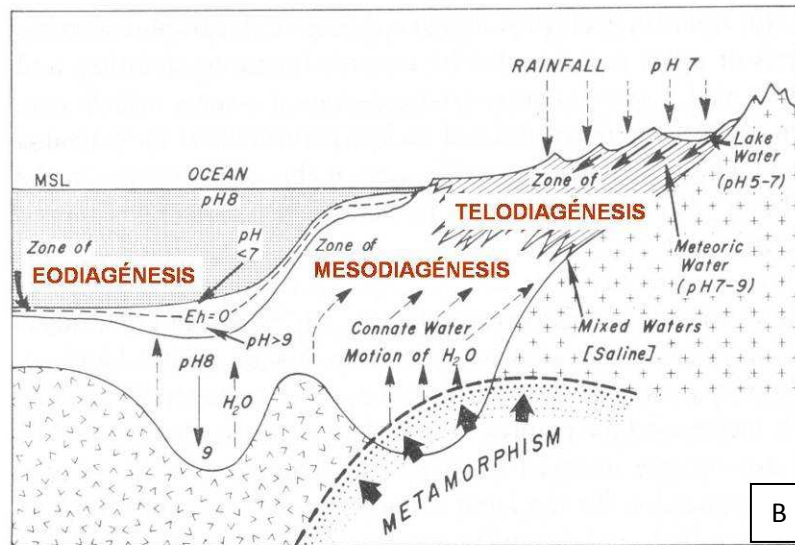 RAINFALL pH 7
OCEAN
MSL
pH8
Lake
Water
(pH 5-7)
Zone of
TELODIAGÉNESIS
Zone of
EODIAGÉNESIS
pH
<7
Zone of
MESODIAGÉNESIS
Meteoric
Water
(pH 7-9)
Eh=0
pH>9
Connate Water
Motion of H2O
Mixed Waters
[Saline]
pH8
H2O
9
METAMORPHISM
B